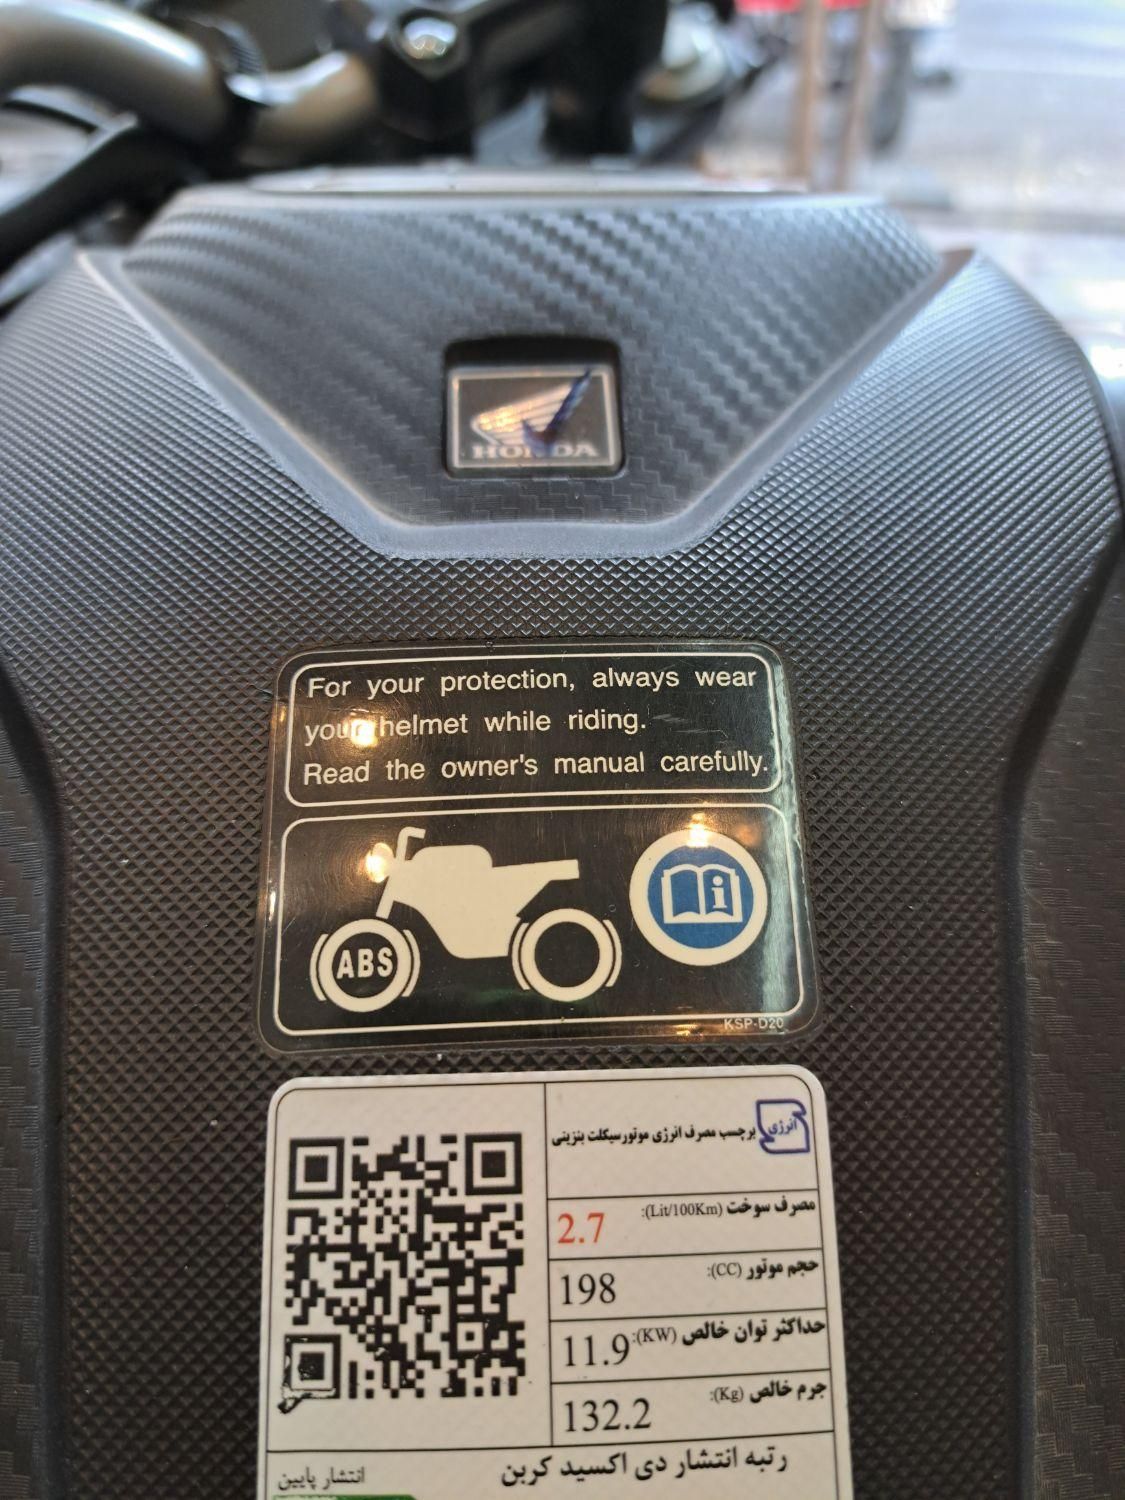 HONDA
For your protection, always wear
your helmet while riding.
Read the owner's manual carefully.
ABS
i
KSP-D20
انرژی
برچسب مصرف انرژی موتورسیکلت بنزینی
مصرف سوخت (Lit/100Km): 2.7
حجم موتور (CC): 198
حداکثر توان خالص (KW): 11.9
جرم خالص (Kg): 132.2
رتبه انتشار دی اکسید کربن
انتشار پایین